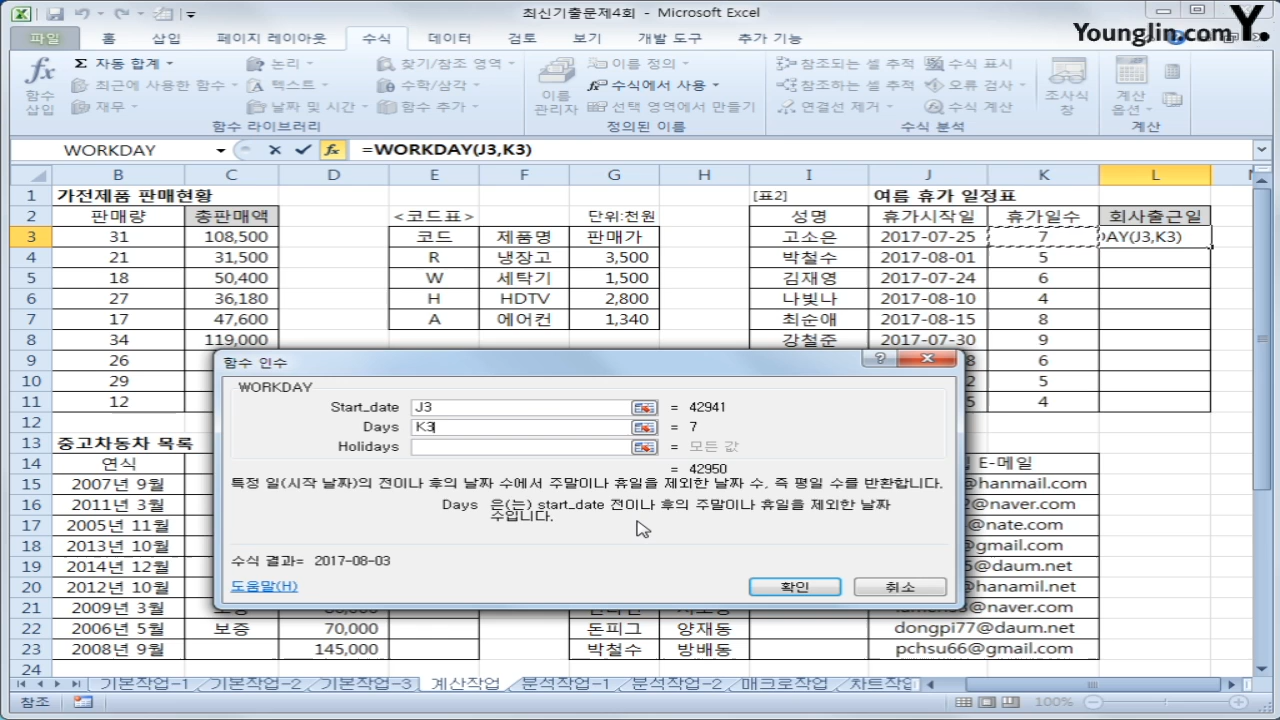 최신기출문제4회 - Microsoft Excel
Younglin.com Y.
파일 홈 삽입 페이지 레이아웃 수식 데이터 검토 보기 개발 도구 추가 기능
fx 함수 삽입
Σ 자동 합계
최근에 사용한 함수
재무
논리
텍스트
날짜 및 시간
찾기/참조 영역
수학/삼각
함수 추가
함수 라이브러리
이름 관리자
이름 정의
수식에서 사용
선택 영역에서 만들기
정의된 이름
참조되는 셀 추적
참조하는 셀 추적
연결선 제거
수식 표시
오류 검사
수식 계산
수식 분석
조사식 창
계산 옵션
계산
WORKDAY fx =WORKDAY(J3,K3)
B C D E F G H I J K L
1 가전제품 판매현황 [표2] 여름 휴가 일정표
2 판매량 총판매액 <코드표> 단위:천원 성명 휴가시작일 휴가일수 회사출근일
3 31 108,500 코드 제품명 판매가 고소은 2017-07-25 7 DAY(J3,K3)
4 21 31,500 R 냉장고 3,500 박철수 2017-08-01 5
5 18 50,400 W 세탁기 1,500 김재영 2017-07-24 6
6 27 36,180 H HDTV 2,800 나빛나 2017-08-10 4
7 17 47,600 A 에어컨 1,340 최순애 2017-08-15 8
8 34 119,000 강철준 2017-07-30 9
9 26 8 6
10 29 2 5
11 12 5 4
12
13 중고차동차 목록
14 연식 E-메일
15 2007년 9월 @hanmail.com
16 2011년 3월 2@naver.com
17 2005년 11월 @nate.com
18 2013년 10월 @gmail.com
19 2014년 12월 5@daum.net
20 2012년 10월 @hanamil.net
21 2009년 3월 @naver.com
22 2006년 5월 보증 70,000 돈피그 양재동 dongpi77@daum.net
23 2008년 9월 145,000 박철수 방배동 pchsu66@gmail.com
24
함수 인수
WORKDAY
Start_date J3 = 42941
Days K3 = 7
Holidays = 모든 값
= 42950
특정 일(시작 날짜)의 전이나 후의 날짜 수에서 주말이나 휴일을 제외한 날짜 수, 즉 평일 수를 반환합니다.
Days 은(는) start_date 전이나 후의 주말이나 휴일을 제외한 날짜
수입니다.
수식 결과= 2017-08-03
도움말(H) 확인 취소
기본작업-1 기본작업-2 기본작업-3 계산작업 분석작업-1 분석작업-2 매크로작업 차트작업
참조 100%